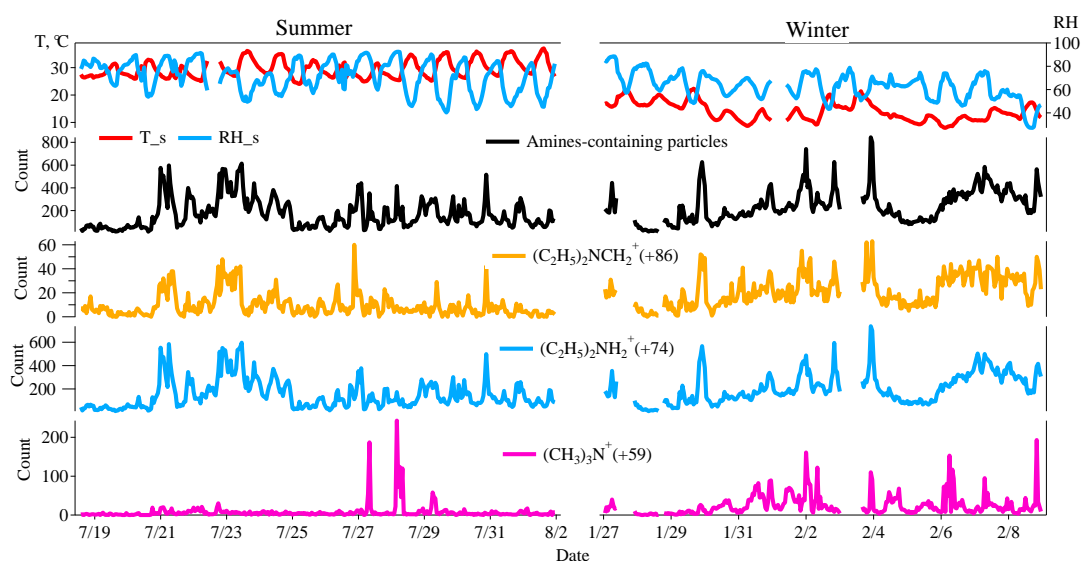 Summer Winter
T, °C RH
30
20
10
100
80
60
40
T_s RH_s Amines-containing particles
Count
800
600
400
200
(C2H5)2NCH2+(+86)
Count
60
40
20
0
(C2H5)2NH2+(+74)
Count
600
400
200
(CH3)3N+(+59)
Count
200
100
0
7/19 7/21 7/23 7/25 7/27 7/29 7/31 8/2 1/27 1/29 1/31 2/2 2/4 2/6 2/8
Date